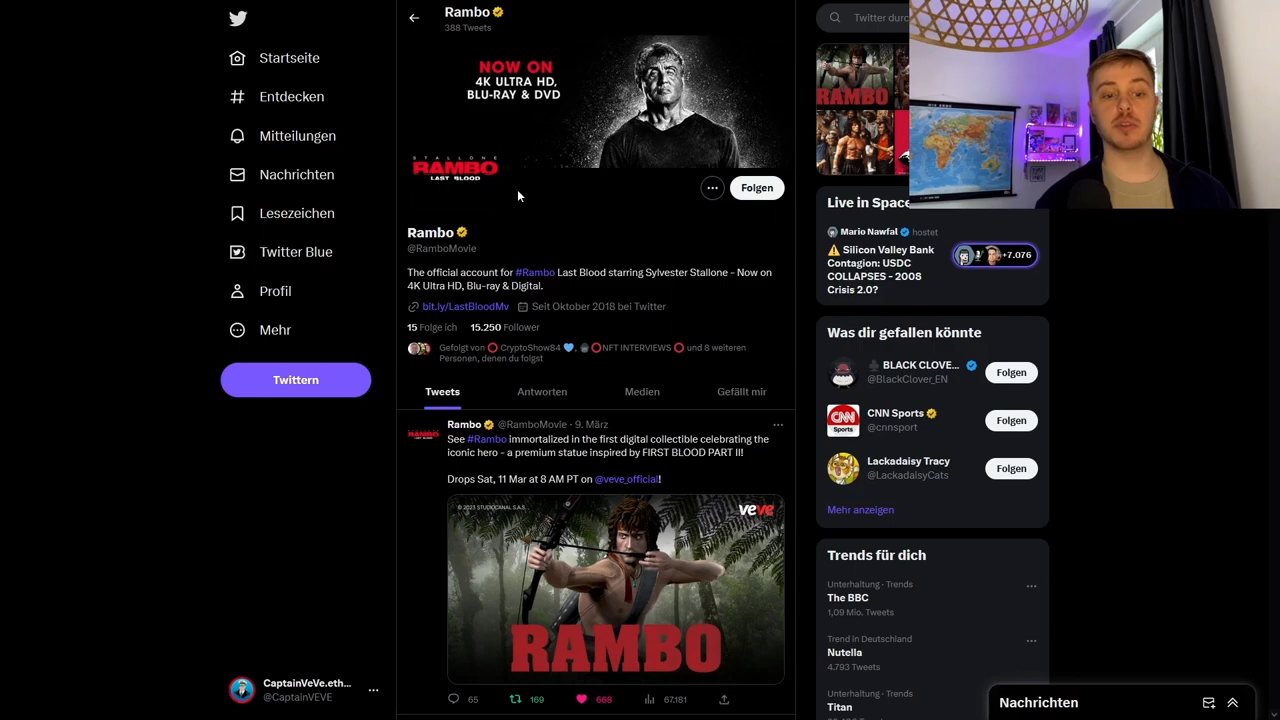 Startseite
Entdecken
Mitteilungen
Nachrichten
Lesezeichen
Twitter Blue
Profil
Mehr
Twittern
CaptainVeVe.eth...
@CaptainVEVE
Rambo
388 Tweets
NOW ON
4K ULTRA HD,
BLU-RAY & DVD
STALLONE
RAMBO
LAST BLOOD
Folgen
Rambo
@RamboMovie
The official account for #Rambo Last Blood starring Sylvester Stallone - Now on
4K Ultra HD, Blu-ray & Digital.
bit.ly/LastBloodMv Seit Oktober 2018 bei Twitter
15 Folge ich 15.250 Follower
Gefolgt von CryptoShow84 NFT INTERVIEWS und 8 weiteren
Personen, denen du folgst
Tweets Antworten Medien Gefällt mir
Rambo @RamboMovie · 9. März
See #Rambo immortalized in the first digital collectible celebrating the
iconic hero – a premium statue inspired by FIRST BLOOD PART II!
Drops Sat, 11 Mar at 8 AM PT on @veve_official!
© 2023 STUDIOCANAL S.A.S.
veve
RAMBO
65 169 668 67.181
Twitter durc
RAMBO
Live in Space
Mario Nawfal hostet
Silicon Valley Bank
Contagion: USDC
COLLAPSES - 2008
Crisis 2.0?
+7.076
Was dir gefallen könnte
BLACK CLOVE...
@BlackClover_EN
Folgen
CNN
Sports
CNN Sports
@cnnsport
Folgen
Lackadaisy Tracy
@LackadaisyCats
Folgen
Mehr anzeigen
Trends für dich
Unterhaltung · Trends
The BBC
1,09 Mio. Tweets
Trend in Deutschland
Nutella
4.793 Tweets
Unterhaltung · Trends
Titan
Nachrichten